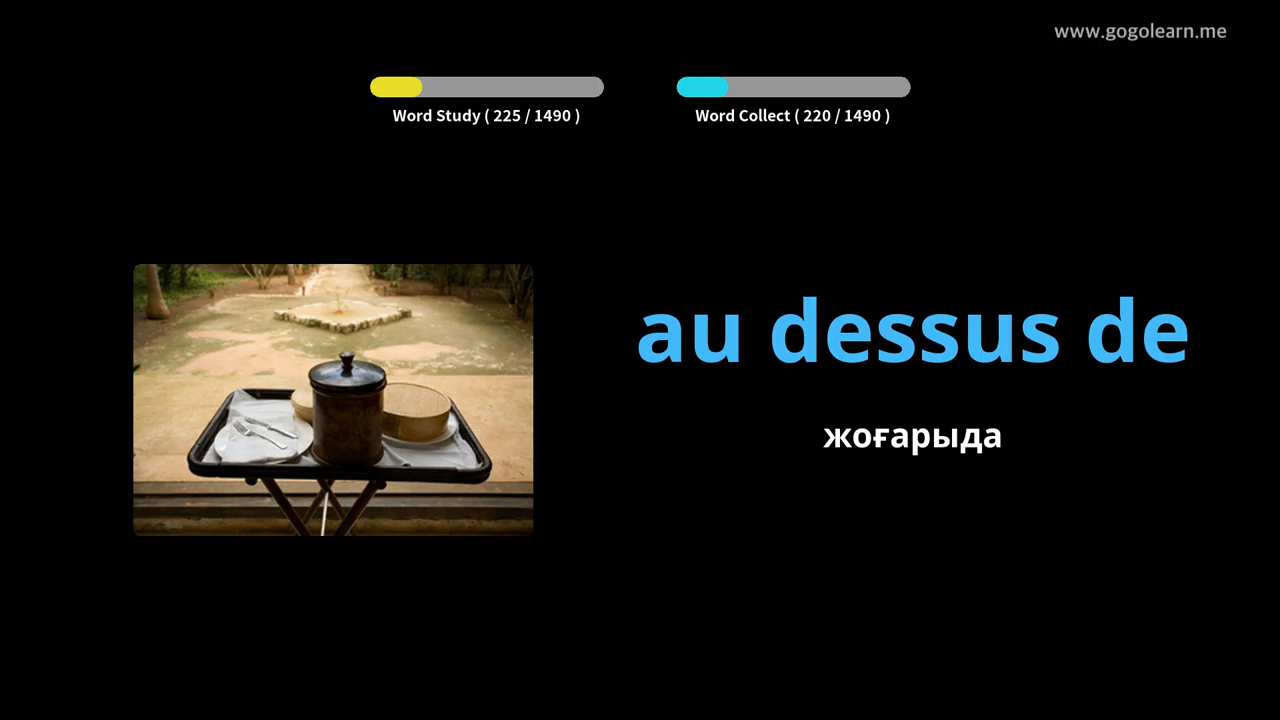 www.gogolearn.me
Word Study ( 225 / 1490 )
Word Collect ( 220 / 1490 )
au dessus de
жоғарыда